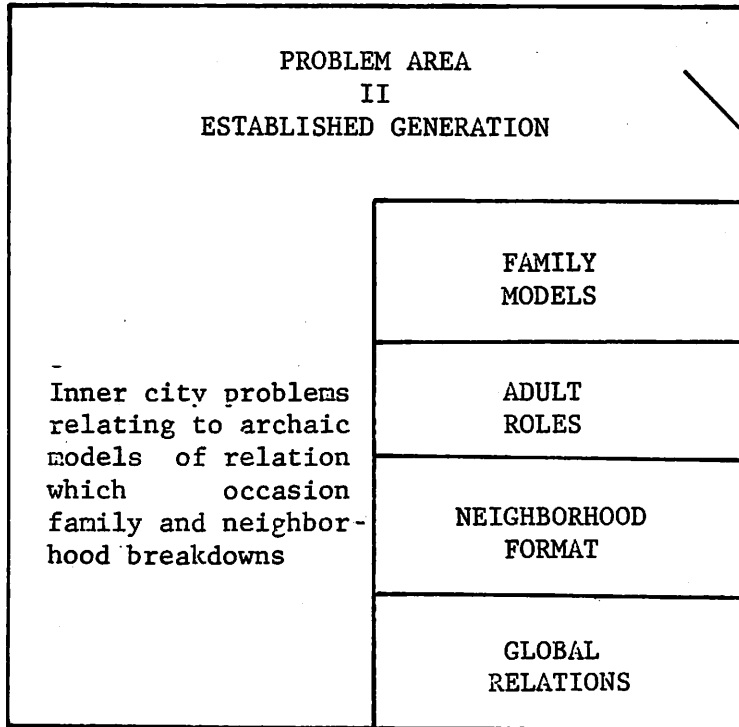 PROBLEM AREA
II
ESTABLISHED GENERATION
FAMILY
MODELS
Inner city problems
relating to archaic
models of relation
which occasion
family and neighbor-
hood breakdowns
ADULT
ROLES
NEIGHBORHOOD
FORMAT
GLOBAL
RELATIONS